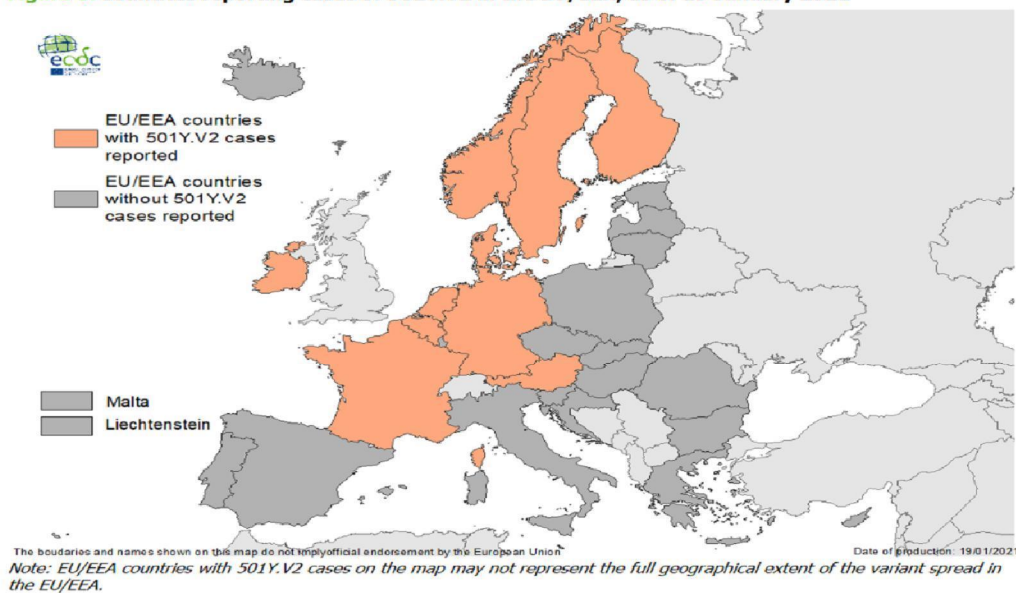 ecdc
EU/EEA countries
with 501Y.V2 cases
reported
EU/EEA countries
without 501Y.V2
cases reported
Malta
Liechtenstein
The boudaries and names shown on this map do not implyofficial endorsement by the European Union
Date of production: 19/01/2021
Note: EU/EEA countries with 501Y.V2 cases on the map may not represent the full geographical extent of the variant spread in
the EU/EEA.